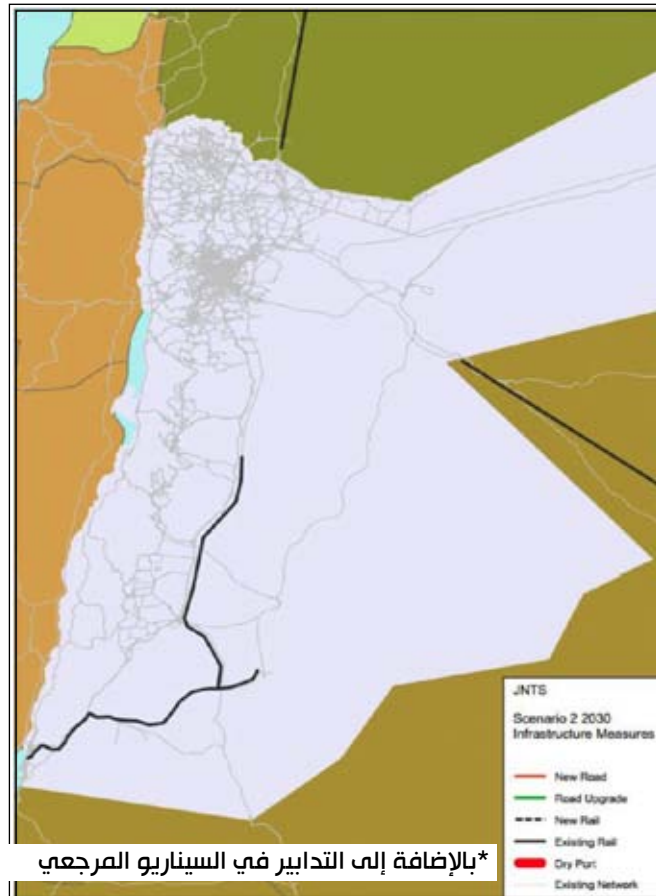 JNTS
Scenario 2 2030
Infrastructure Measures
New Road
Road Upgrade
New Rail
Existing Rail
Dry Port
Existing Network
*بالإضافة إلى التدابير في السيناريو المرجعي